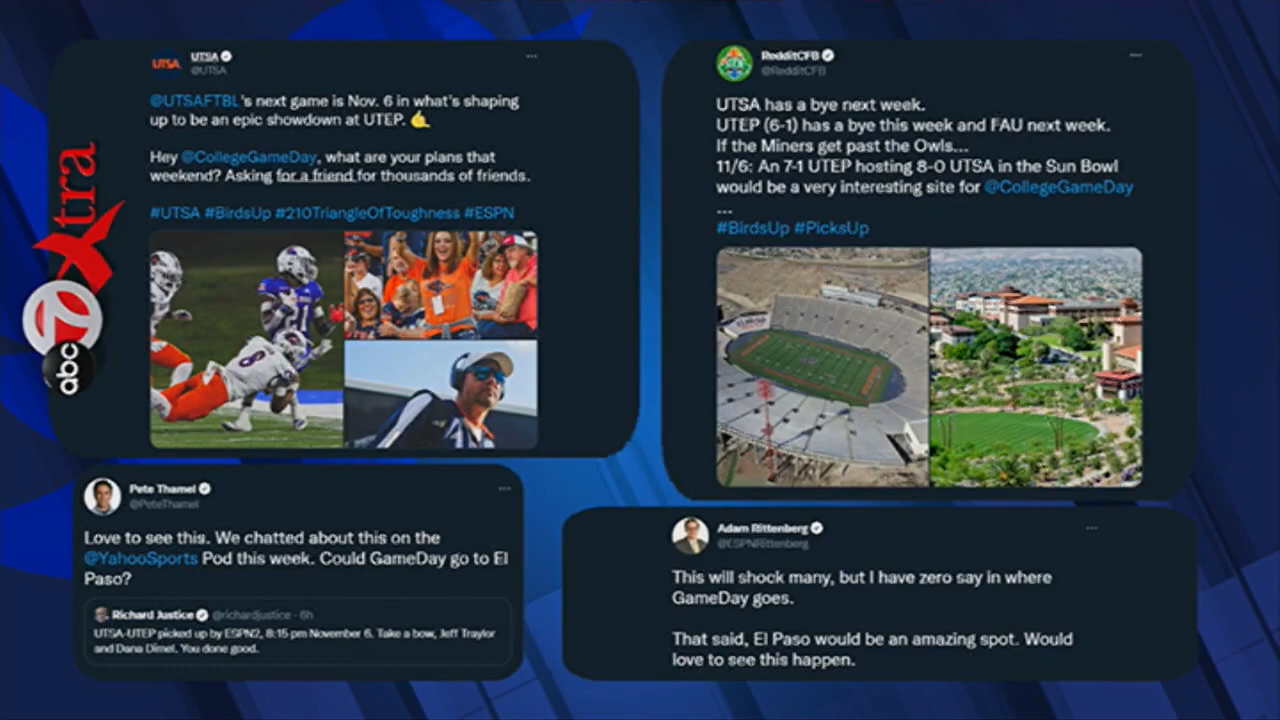 UTSA
UTSA
@UTSA
@UTSAFTBL's next game is Nov. 6 in what's shaping
up to be an epic showdown at UTEP. 🤙
Hey @CollegeGameDay, what are your plans that
weekend? Asking for a friend for thousands of friends.
#UTSA #BirdsUp #210TriangleOfToughness #ESPN
8
RedditCFB
@RedditCFB
UTSA has a bye next week.
UTEP (6-1) has a bye this week and FAU next week.
If the Miners get past the Owls...
11/6: An 7-1 UTEP hosting 8-0 UTSA in the Sun Bowl
would be a very interesting site for @CollegeGameDay
...
#BirdsUp #PicksUp
abc 7 Xtra
Pete Thamel
@PeteThamel
Love to see this. We chatted about this on the
@YahooSports Pod this week. Could GameDay go to El
Paso?
Richard Justice @richardjustice · 6h
UTSA-UTEP picked up by ESPN2, 8:15 pm November 6. Take a bow, Jeff Traylor
and Dana Dimel. You done good.
Adam Rittenberg
@ESPNRittenberg
This will shock many, but I have zero say in where
GameDay goes.
That said, El Paso would be an amazing spot. Would
love to see this happen.